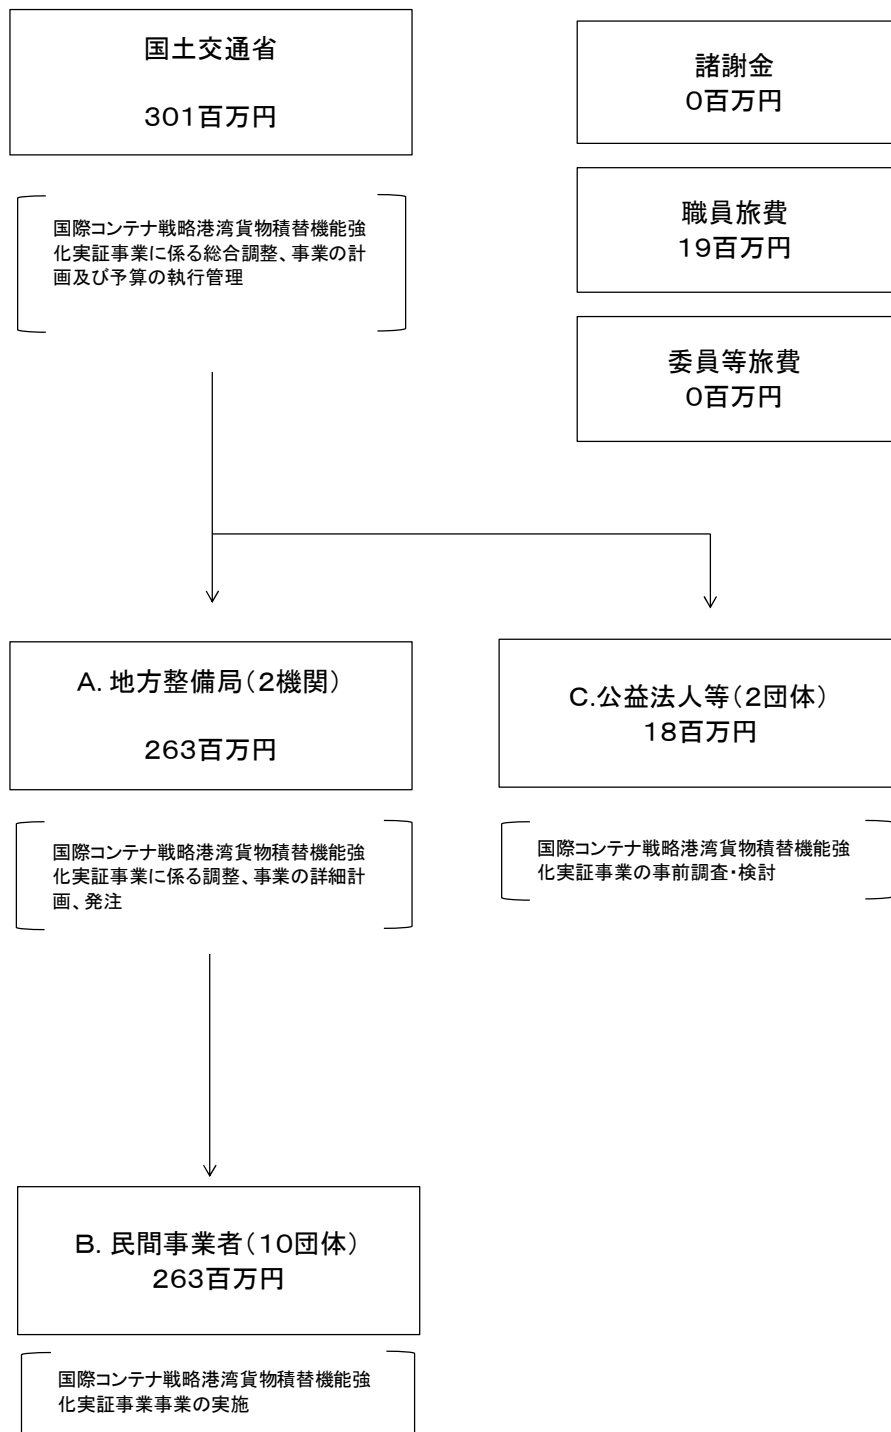 国土交通省
301百万円
諸謝金
0百万円
職員旅費
19百万円
委員等旅費
0百万円
国際コンテナ戦略港湾貨物積替機能強
化実証事業に係る総合調整、事業の計
画及び予算の執行管理
A. 地方整備局(2機関)
263百万円
C.公益法人等(2団体)
18百万円
国際コンテナ戦略港湾貨物積替機能強
化実証事業に係る調整、事業の詳細計
画、発注
国際コンテナ戦略港湾貨物積替機能強
化実証事業の事前調査・検討
B. 民間事業者(10団体)
263百万円
国際コンテナ戦略港湾貨物積替機能強
化実証事業事業の実施